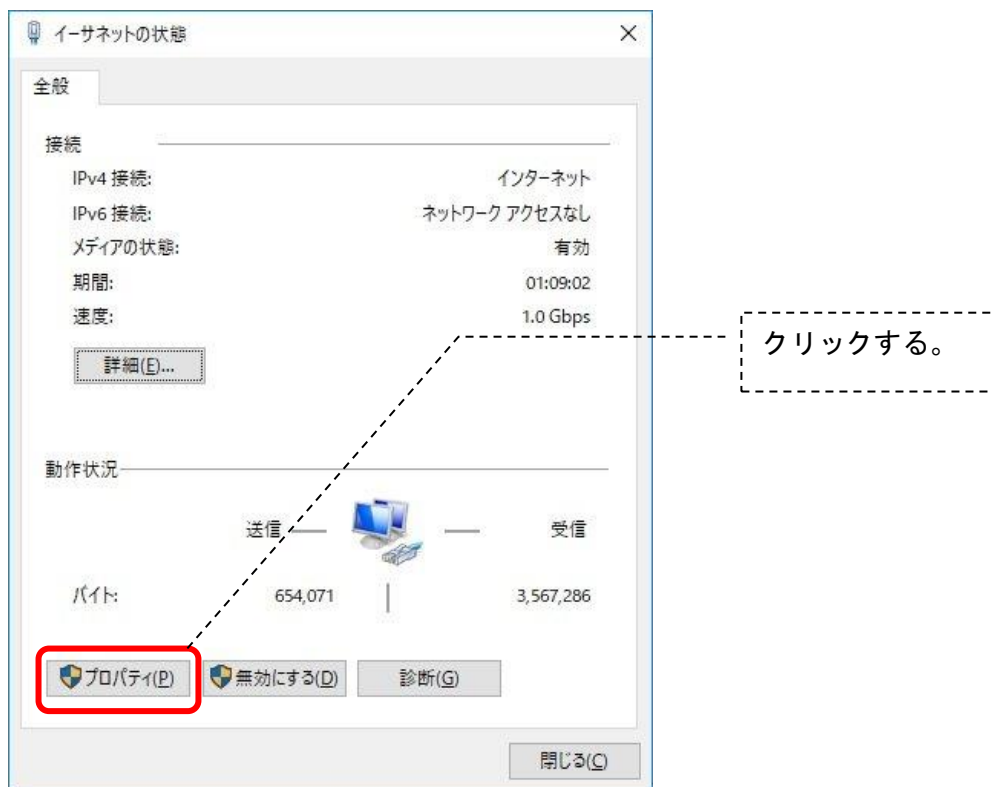 イーサネットの状態
全般
接続
IPv4 接続: インターネット
IPv6 接続: ネットワーク アクセスなし
メディアの状態: 有効
期間: 01:09:02
速度: 1.0 Gbps
クリックする。
詳細(E)...
動作状況
送信 受信
バイト: 654,071 3,567,286
プロパティ(P) 無効にする(D) 診断(G)
閉じる(C)